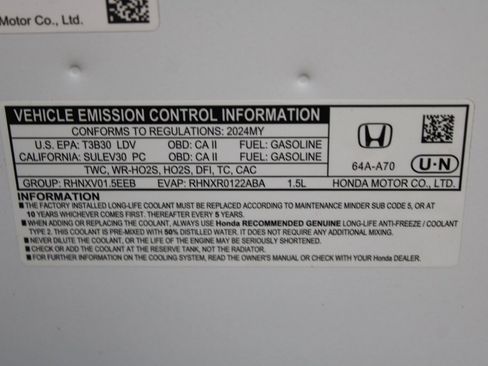 Motor Co., Ltd.
VEHICLE EMISSION CONTROL INFORMATION
CONFORMS TO REGULATIONS: 2024MY
U.S. EPA: T3B30 LDV OBD: CA II FUEL: GASOLINE
CALIFORNIA: SULEV30 PC OBD: CA II FUEL: GASOLINE
TWC, WR-HO2S, HO2S, DFI, TC, CAC
64A-A70
U·N
GROUP: RHNXV01.5EEB EVAP: RHNXR0122ABA 1.5L HONDA MOTOR CO., LTD.
INFORMATION
■ THE FACTORY INSTALLED LONG-LIFE COOLANT MUST BE REPLACED ACCORDING TO MAINTENANCE MINDER SUB CODE 5, OR AT
10 YEARS WHICHEVER COMES FIRST. THEREAFTER EVERY 5 YEARS.
■ WHEN ADDING OR REPLACING COOLANT, ALWAYS USE Honda RECOMMENDED GENUINE LONG-LIFE ANTI-FREEZE / COOLANT
TYPE 2. THIS COOLANT IS PRE-MIXED WITH 50% DISTILLED WATER. IT DOES NOT REQUIRE ANY ADDITIONAL MIXING.
■ NEVER DILUTE THE COOLANT, OR THE LIFE OF THE ENGINE MAY BE SERIOUSLY SHORTENED.
■ CHECK OR ADD THE COOLANT AT THE RESERVE TANK, NOT THE RADIATOR.
■ FOR FURTHER INFORMATION ON THE COOLING SYSTEM, READ THE OWNER'S MANUAL OR CHECK WITH YOUR Honda DEALER.